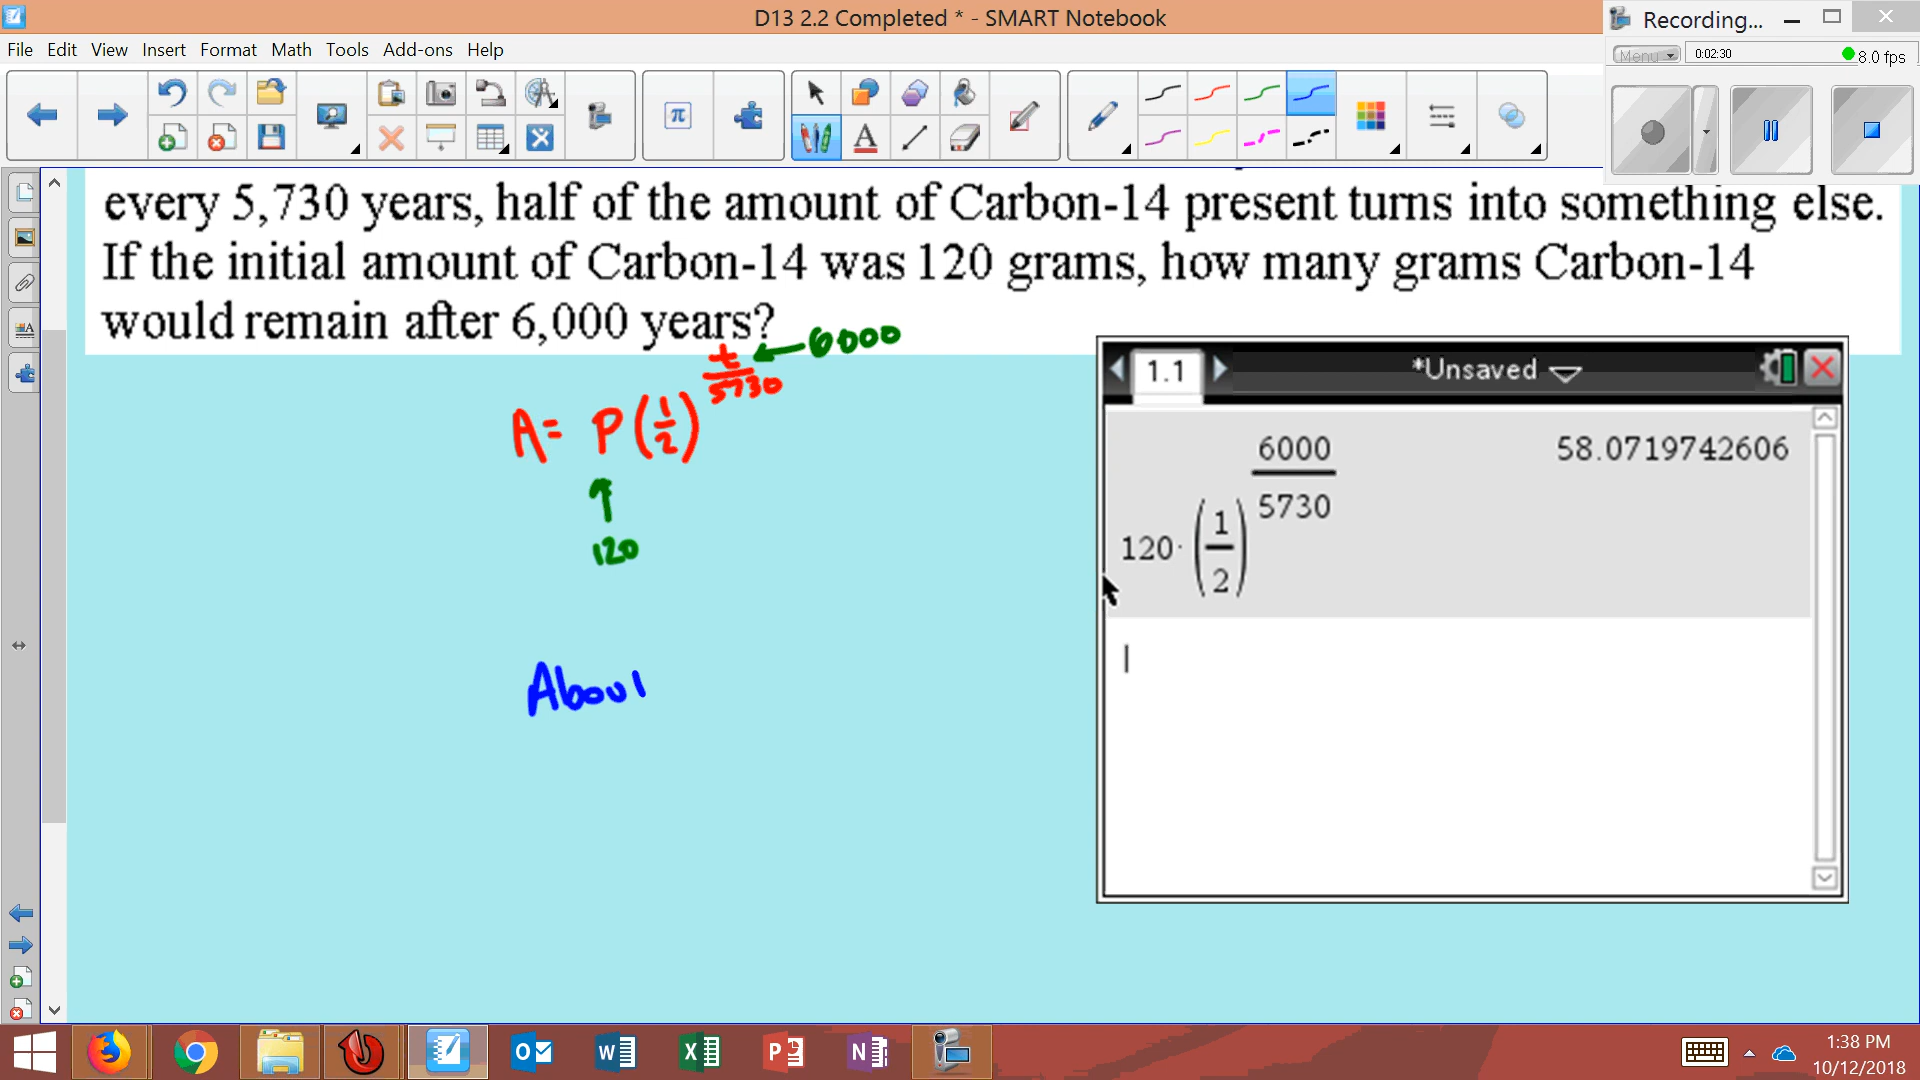 D13 2.2 Completed * - SMART Notebook
Recording...
File Edit View Insert Format Math Tools Add-ons Help
Menu
0:02:30
8.0 fps
every 5,730 years, half of the amount of Carbon-14 present turns into something else.
If the initial amount of Carbon-14 was 120 grams, how many grams Carbon-14
would remain after 6,000 years?
A = P(1/2)^(t/5730) ← 6000
↑
120
Abou
1.1
*Unsaved
120·(1/2)^(6000/5730) 58.0719742606
1:38 PM
10/12/2018